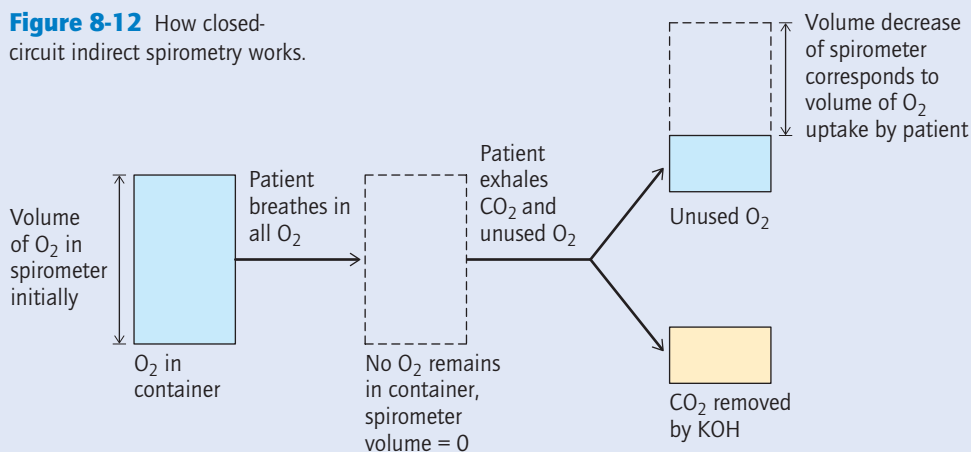 Figure 8-12 How closed-
circuit indirect spirometry works.
Volume
of O₂ in
spirometer
initially
O₂ in
container
Patient
breathes in
all O₂
No O₂ remains
in container,
spirometer
volume = 0
Patient
exhales
CO₂ and
unused O₂
Volume decrease
of spirometer
corresponds to
volume of O₂
uptake by patient
Unused O₂
CO₂ removed
by KOH